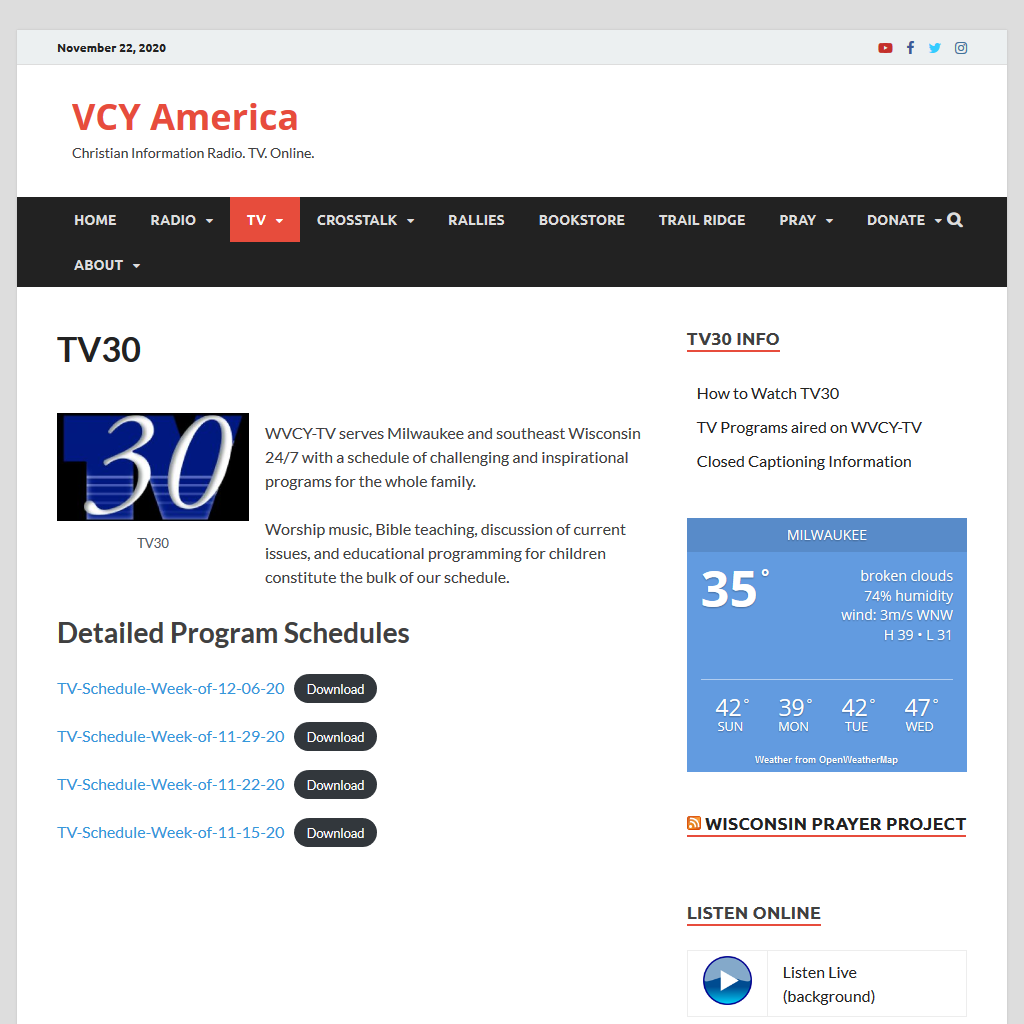 November 22, 2020
VCY America
Christian Information Radio. TV. Online.
HOME RADIO TV CROSSTALK RALLIES BOOKSTORE TRAIL RIDGE PRAY DONATE
ABOUT
TV30
30
TV30
WVCY-TV serves Milwaukee and southeast Wisconsin
24/7 with a schedule of challenging and inspirational
programs for the whole family.
Worship music, Bible teaching, discussion of current
issues, and educational programming for children
constitute the bulk of our schedule.
Detailed Program Schedules
TV-Schedule-Week-of-12-06-20 Download
TV-Schedule-Week-of-11-29-20 Download
TV-Schedule-Week-of-11-22-20 Download
TV-Schedule-Week-of-11-15-20 Download
TV30 INFO
How to Watch TV30
TV Programs aired on WVCY-TV
Closed Captioning Information
MILWAUKEE
35°
broken clouds
74% humidity
wind: 3m/s WNW
H 39 • L 31
42° 39° 42° 47°
SUN MON TUE WED
Weather from OpenWeatherMap
WISCONSIN PRAYER PROJECT
LISTEN ONLINE
Listen Live
(background)